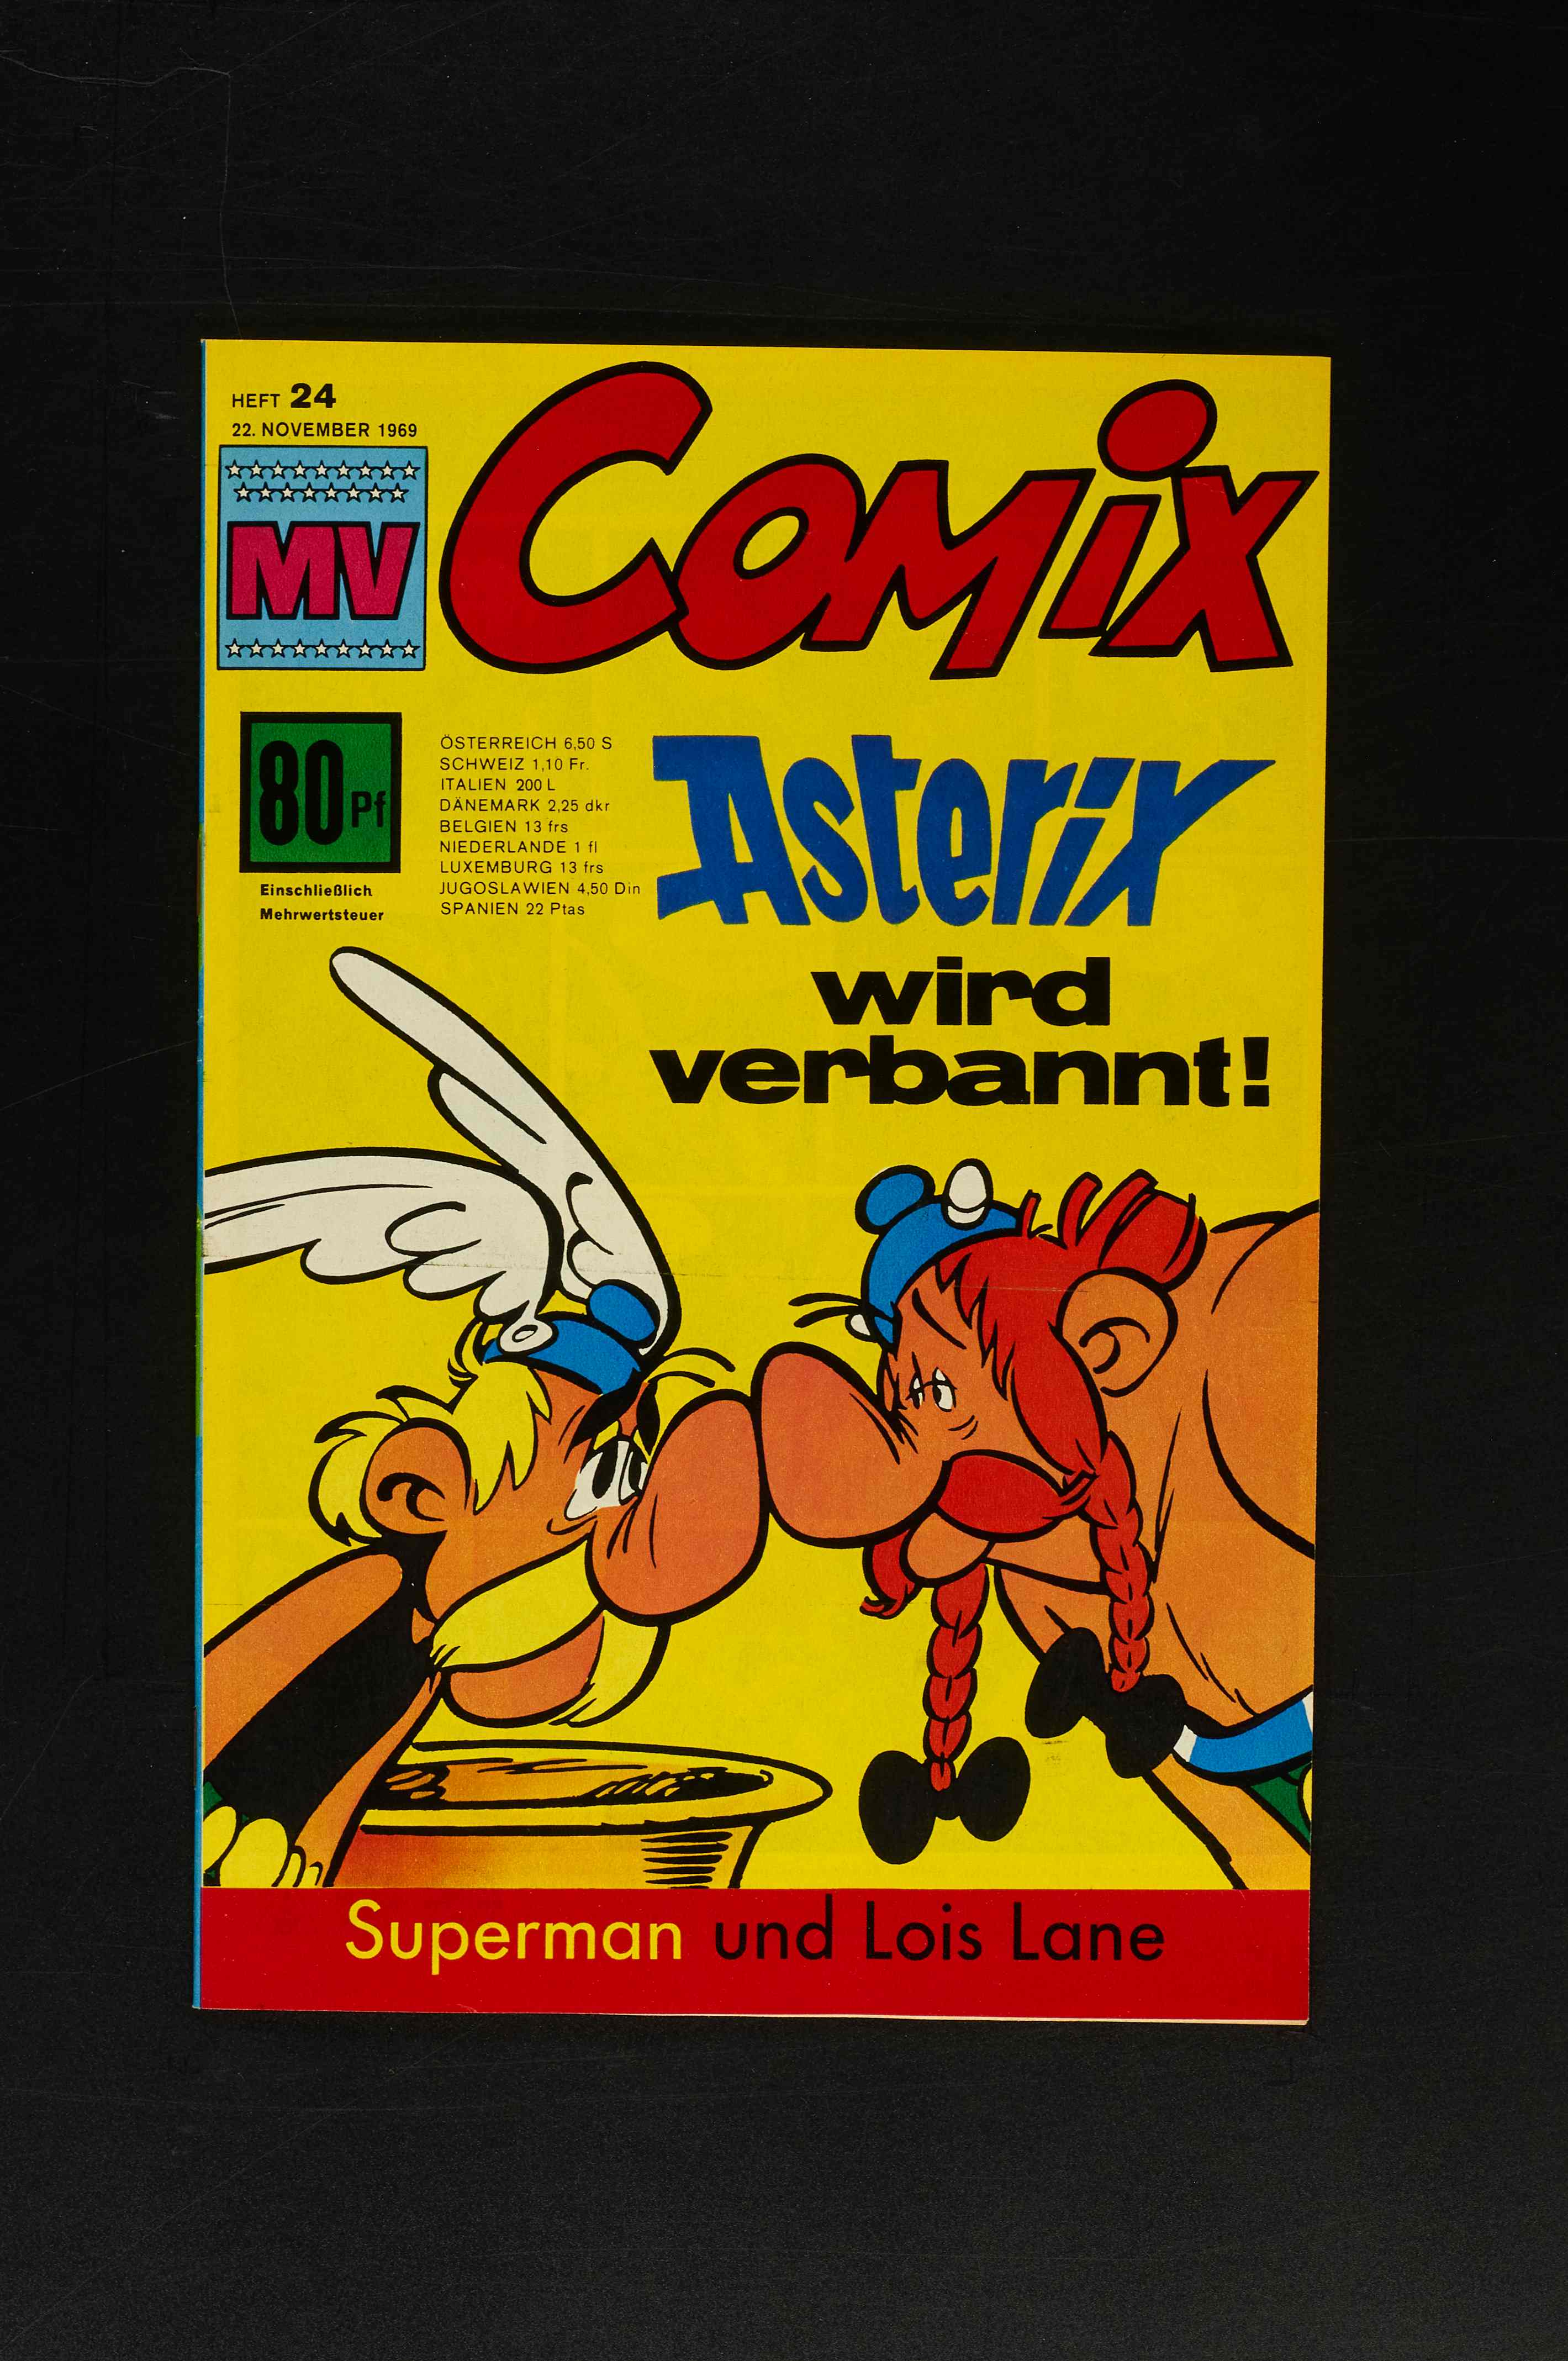 HEFT 24
22. NOVEMBER 1969
MV
Comix
80 Pf
Einschließlich
Mehrwertsteuer
ÖSTERREICH 6,50 S
SCHWEIZ 1,10 Fr.
ITALIEN 200 L
DÄNEMARK 2,25 dkr
BELGIEN 13 frs
NIEDERLANDE 1 fl
LUXEMBURG 13 frs
JUGOSLAWIEN 4,50 Din
SPANIEN 22 Ptas
Asterix
wird
verbannt!
Superman und Lois Lane